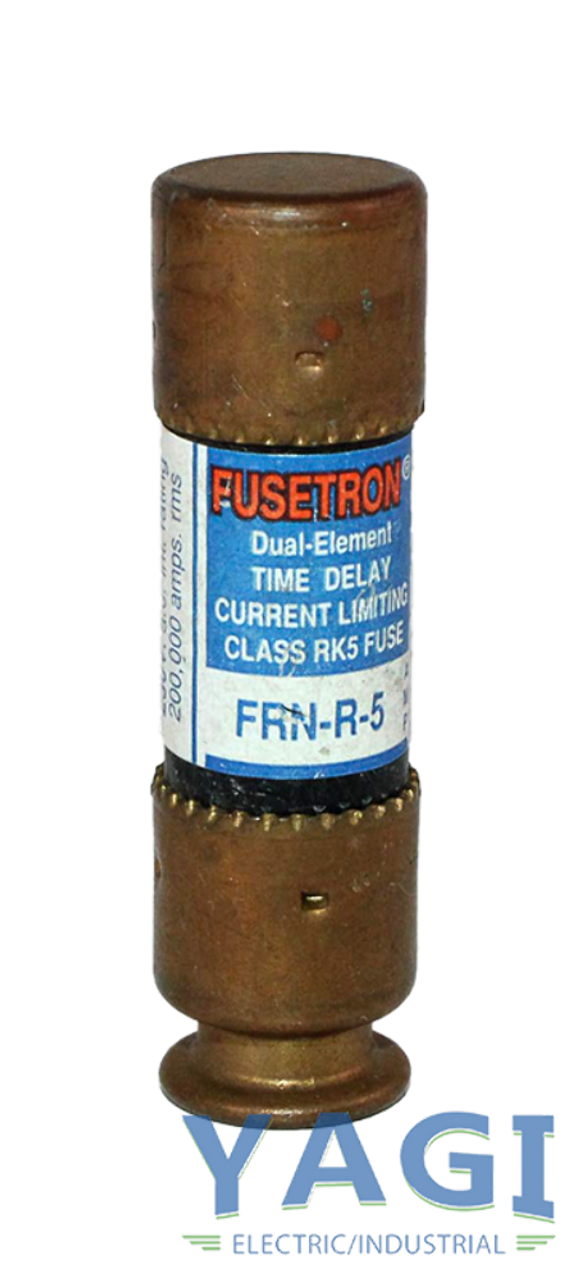 FUSETRON®
Dual-Element
TIME DELAY
CURRENT LIMITING
CLASS RK5 FUSE
FRN-R-5
200,000 amps. rms
YAGI
ELECTRIC/INDUSTRIAL